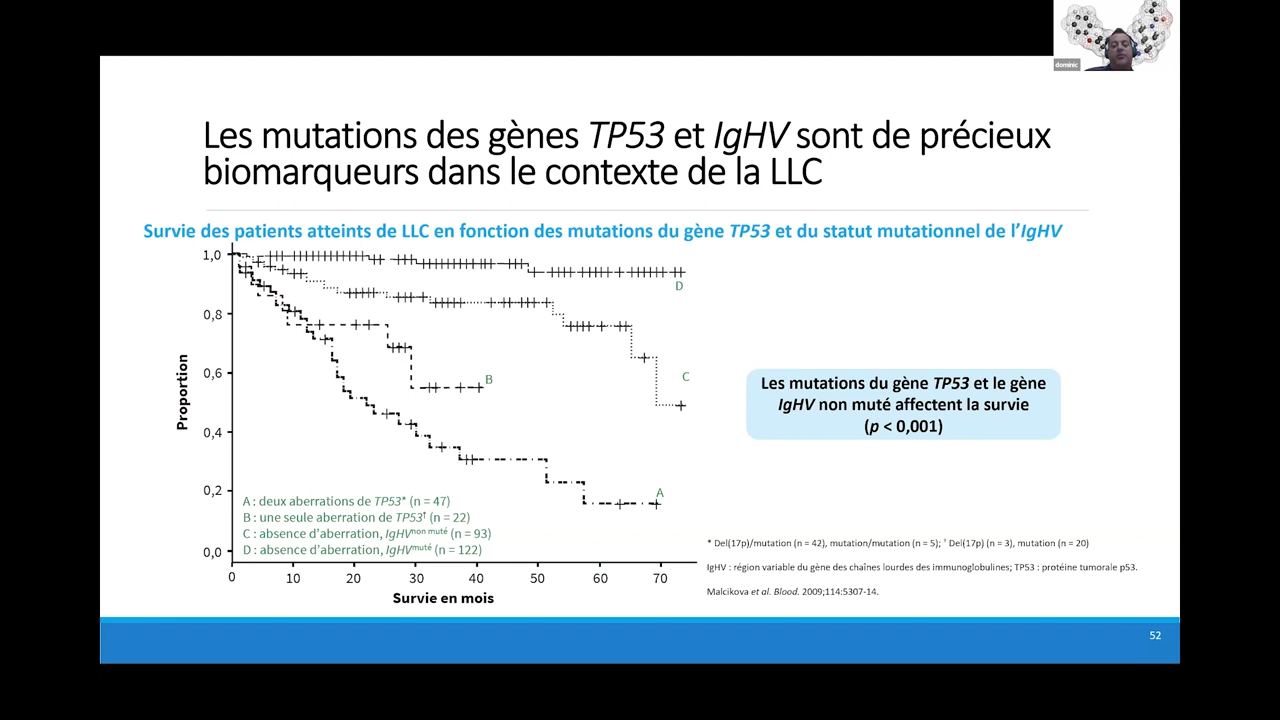 dominic
Les mutations des gènes TP53 et IgHV sont de précieux
biomarqueurs dans le contexte de la LLC
Survie des patients atteints de LLC en fonction des mutations du gène TP53 et du statut mutationnel de l'IgHV
Proportion
1,0
0,8
0,6
0,4
0,2
0,0
D
C
B
A
A : deux aberrations de TP53* (n = 47)
B : une seule aberration de TP53† (n = 22)
C : absence d'aberration, IgHVnon muté (n = 93)
D : absence d'aberration, IgHVmuté (n = 122)
0 10 20 30 40 50 60 70
Survie en mois
Les mutations du gène TP53 et le gène
IgHV non muté affectent la survie
(p < 0,001)
* Del(17p)/mutation (n = 42), mutation/mutation (n = 5); † Del(17p) (n = 3), mutation (n = 20)
IgHV : région variable du gène des chaînes lourdes des immunoglobulines; TP53 : protéine tumorale p53.
Malcikova et al. Blood. 2009;114:5307-14.
52